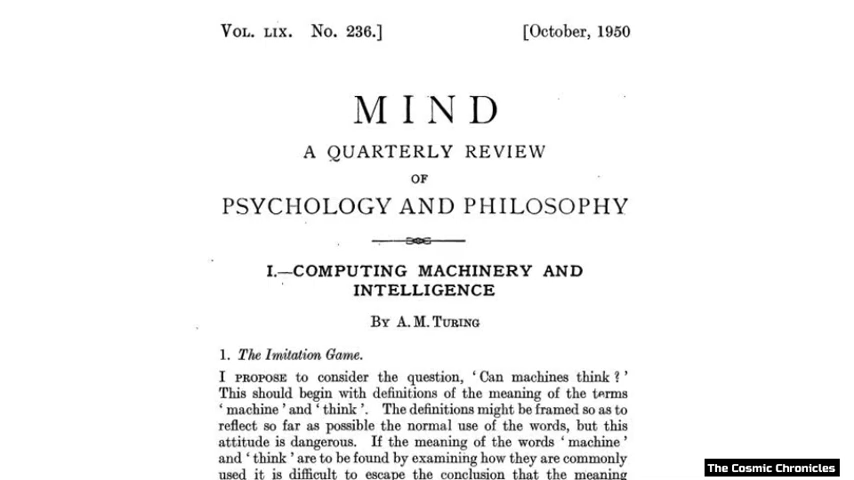 VOL. LIX. No. 236.] [October, 1950
MIND
A QUARTERLY REVIEW
OF
PSYCHOLOGY AND PHILOSOPHY
I.—COMPUTING MACHINERY AND
INTELLIGENCE
BY A. M. TURING
1. The Imitation Game.
I PROPOSE to consider the question, ‘Can machines think?’
This should begin with definitions of the meaning of the terms
‘machine’ and ‘think’. The definitions might be framed so as to
reflect so far as possible the normal use of the words, but this
attitude is dangerous. If the meaning of the words ‘machine’
and ‘think’ are to be found by examining how they are commonly
used it is difficult to escape the conclusion that the meaning
The Cosmic Chronicles